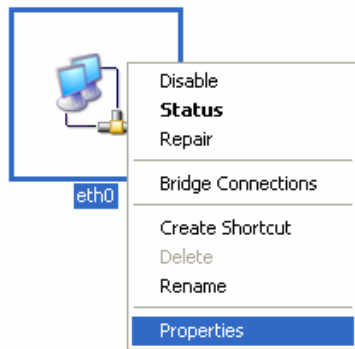 Disable
Status
Repair
Bridge Connections
eth0
Create Shortcut
Delete
Rename
Properties